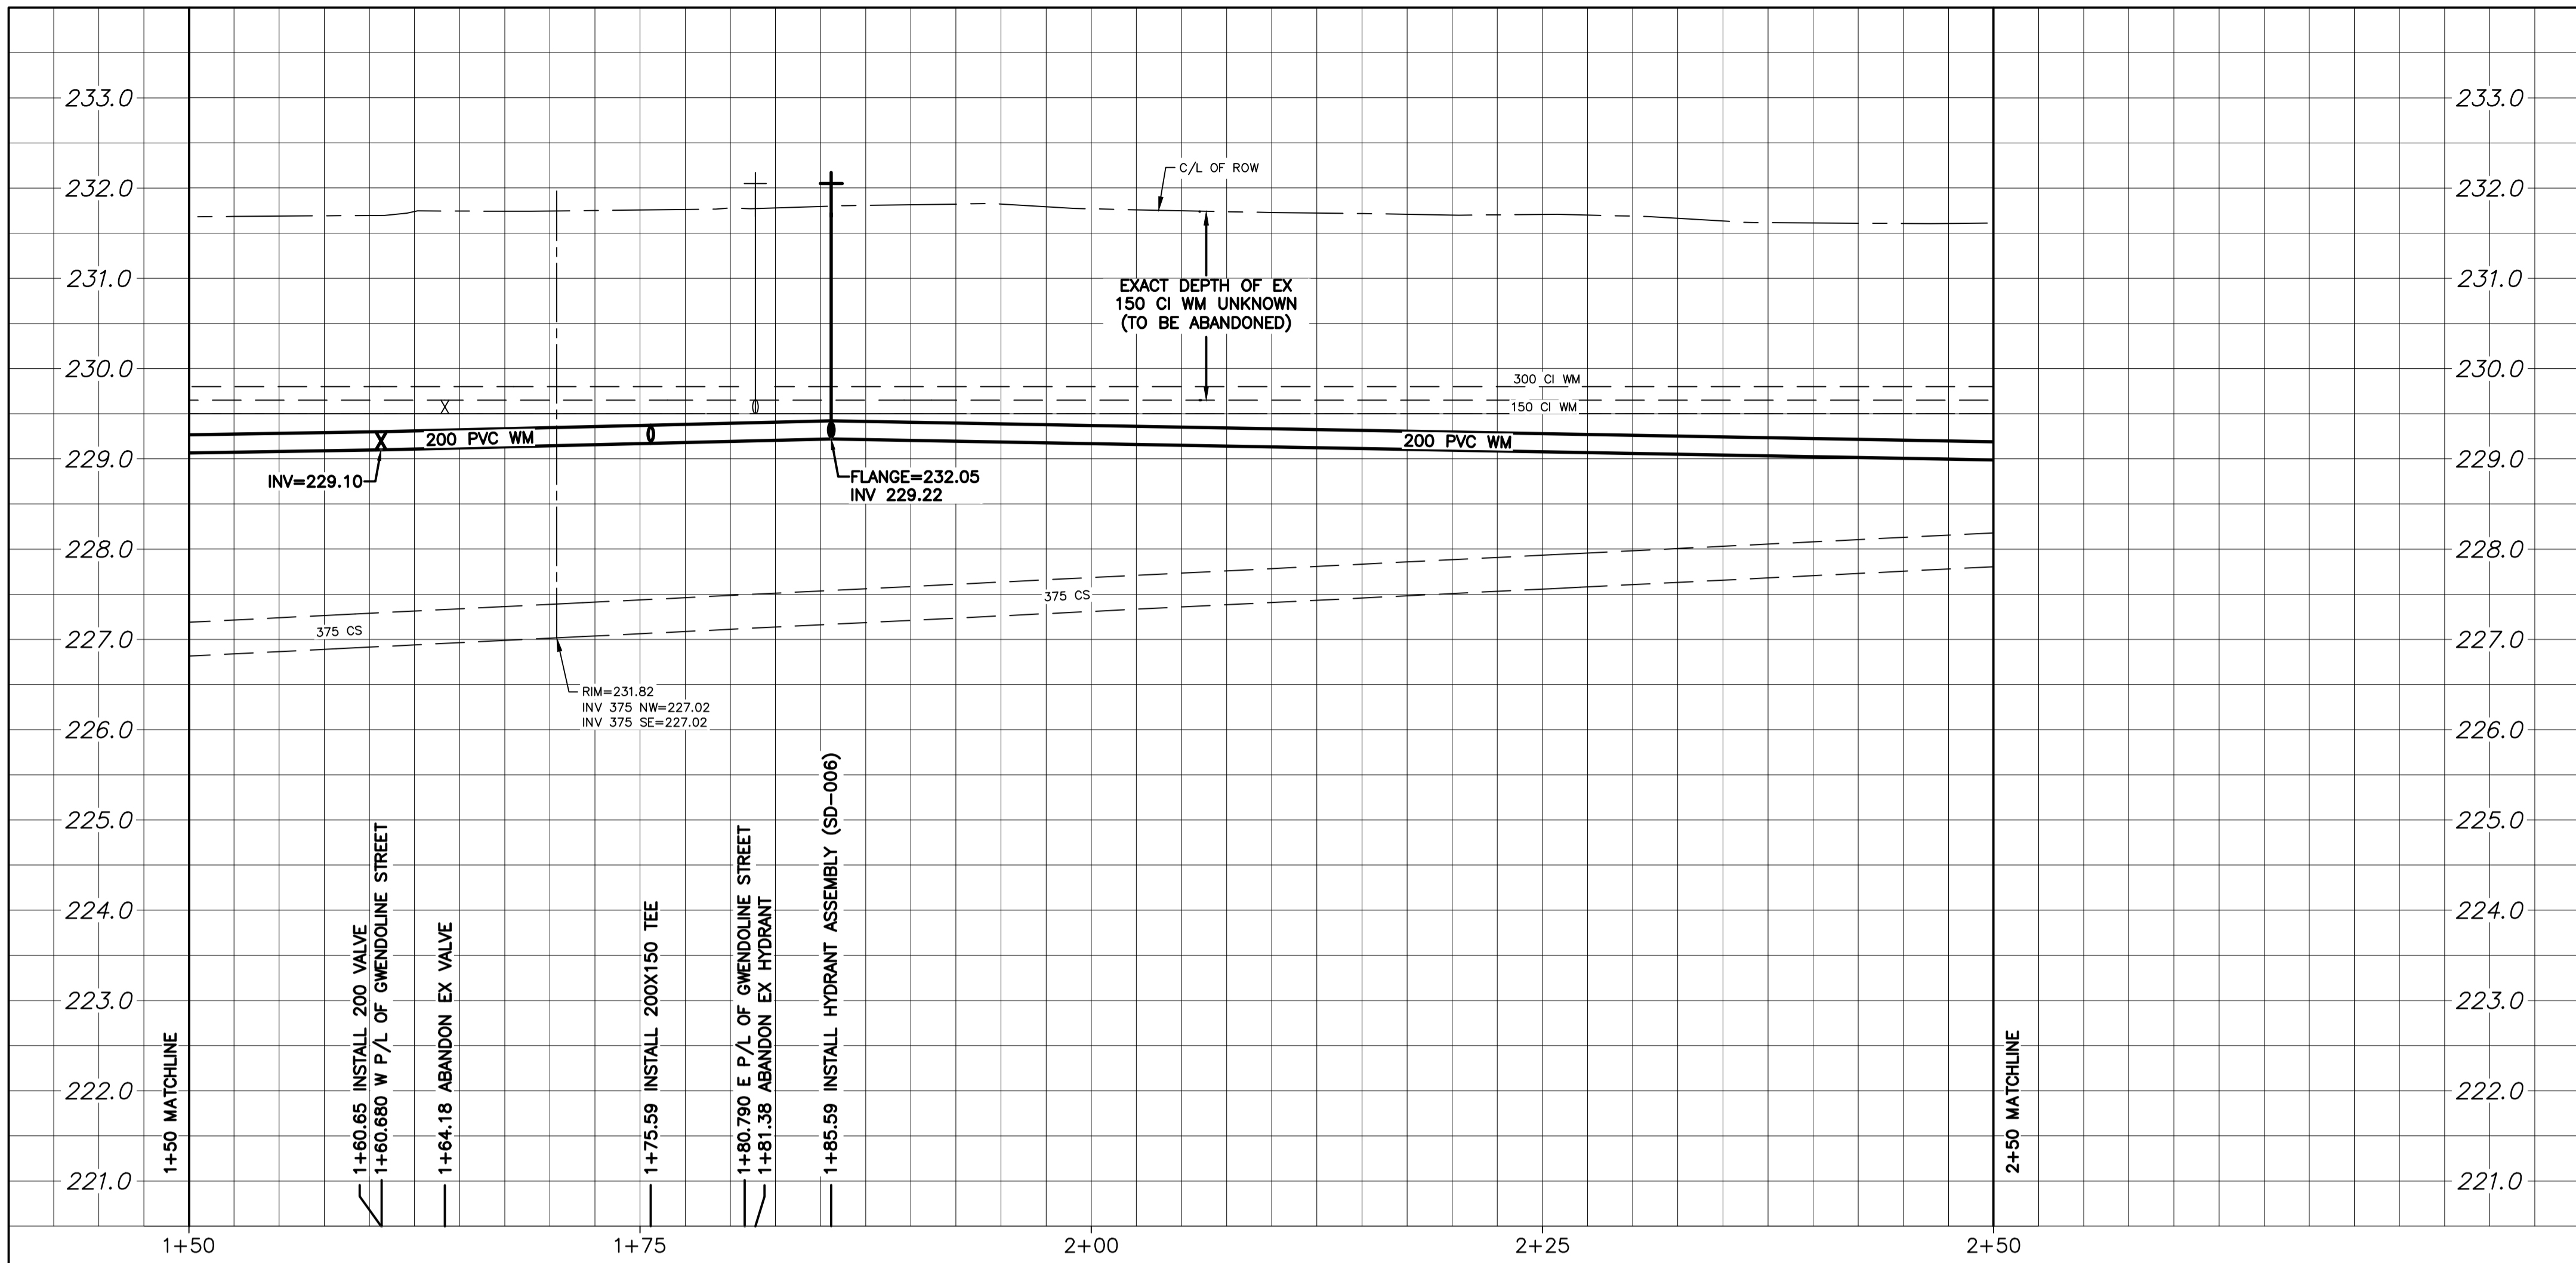 233.0
233.0
C/L OF ROW
232.0
232.0
231.0
231.0
EXACT DEPTH OF EX
150 CI WM UNKNOWN
(TO BE ABANDONED)
230.0
300 CI WM
230.0
150 CI WM
200 PVC WM
200 PVC WM
229.0
229.0
INV=229.10
FLANGE=232.05
INV 229.22
228.0
228.0
375 CS
375 CS
227.0
227.0
RIM=231.82
INV 375 NW=227.02
INV 375 SE=227.02
226.0
226.0
225.0
225.0
224.0
224.0
223.0
223.0
222.0
222.0
221.0
221.0
1+50 MATCHLINE
1+60.65 INSTALL 200 VALVE
1+60.680 W P/L OF GWENDOLINE STREET
1+64.18 ABANDON EX VALVE
1+75.59 INSTALL 200X150 TEE
1+80.790 E P/L OF GWENDOLINE STREET
1+81.38 ABANDON EX HYDRANT
1+85.59 INSTALL HYDRANT ASSEMBLY (SD-006)
2+50 MATCHLINE
1+50
1+75
2+00
2+25
2+50